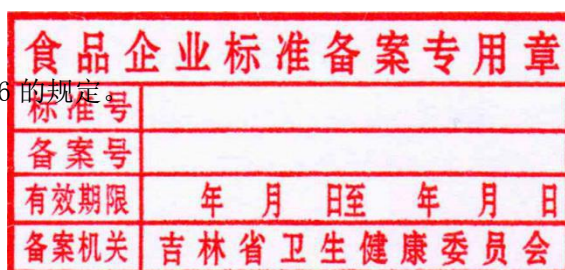 食品企业标准备案专用章
6 的规定。
标准号
备案号
有效期限 年 月 日至 年 月 日
备案机关 吉林省卫生健康委员会